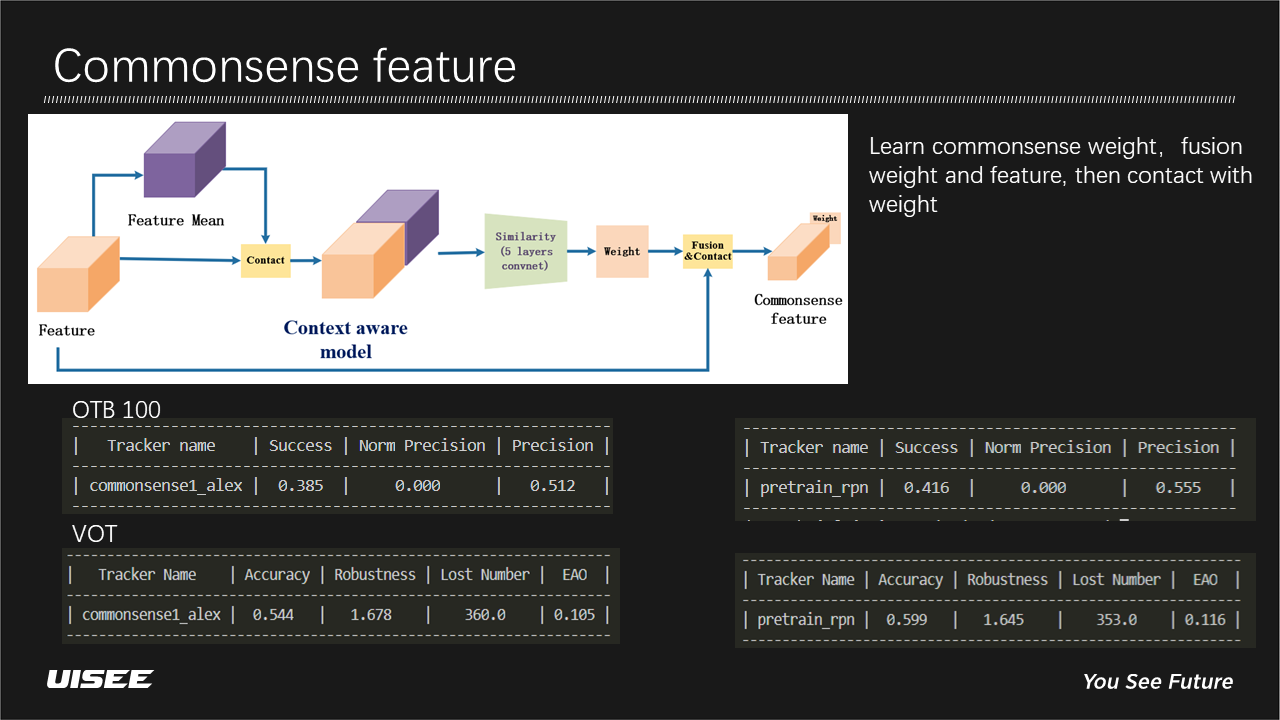 Commonsense feature
Feature Mean
Feature
Contact
Context aware
model
Similarity
(5 layers
convnet)
Weight
Fusion
&Contact
Weight
Commonsense
feature
Learn commonsense weight， fusion
weight and feature, then contact with
weight
OTB 100
| Tracker name | Success | Norm Precision | Precision |
| commonsense1_alex | 0.385 | 0.000 | 0.512 |
| Tracker name | Success | Norm Precision | Precision |
| pretrain_rpn | 0.416 | 0.000 | 0.555 |
VOT
| Tracker Name | Accuracy | Robustness | Lost Number | EAO |
| commonsense1_alex | 0.544 | 1.678 | 360.0 | 0.105 |
| Tracker Name | Accuracy | Robustness | Lost Number | EAO |
| pretrain_rpn | 0.599 | 1.645 | 353.0 | 0.116 |
UISEE
You See Future